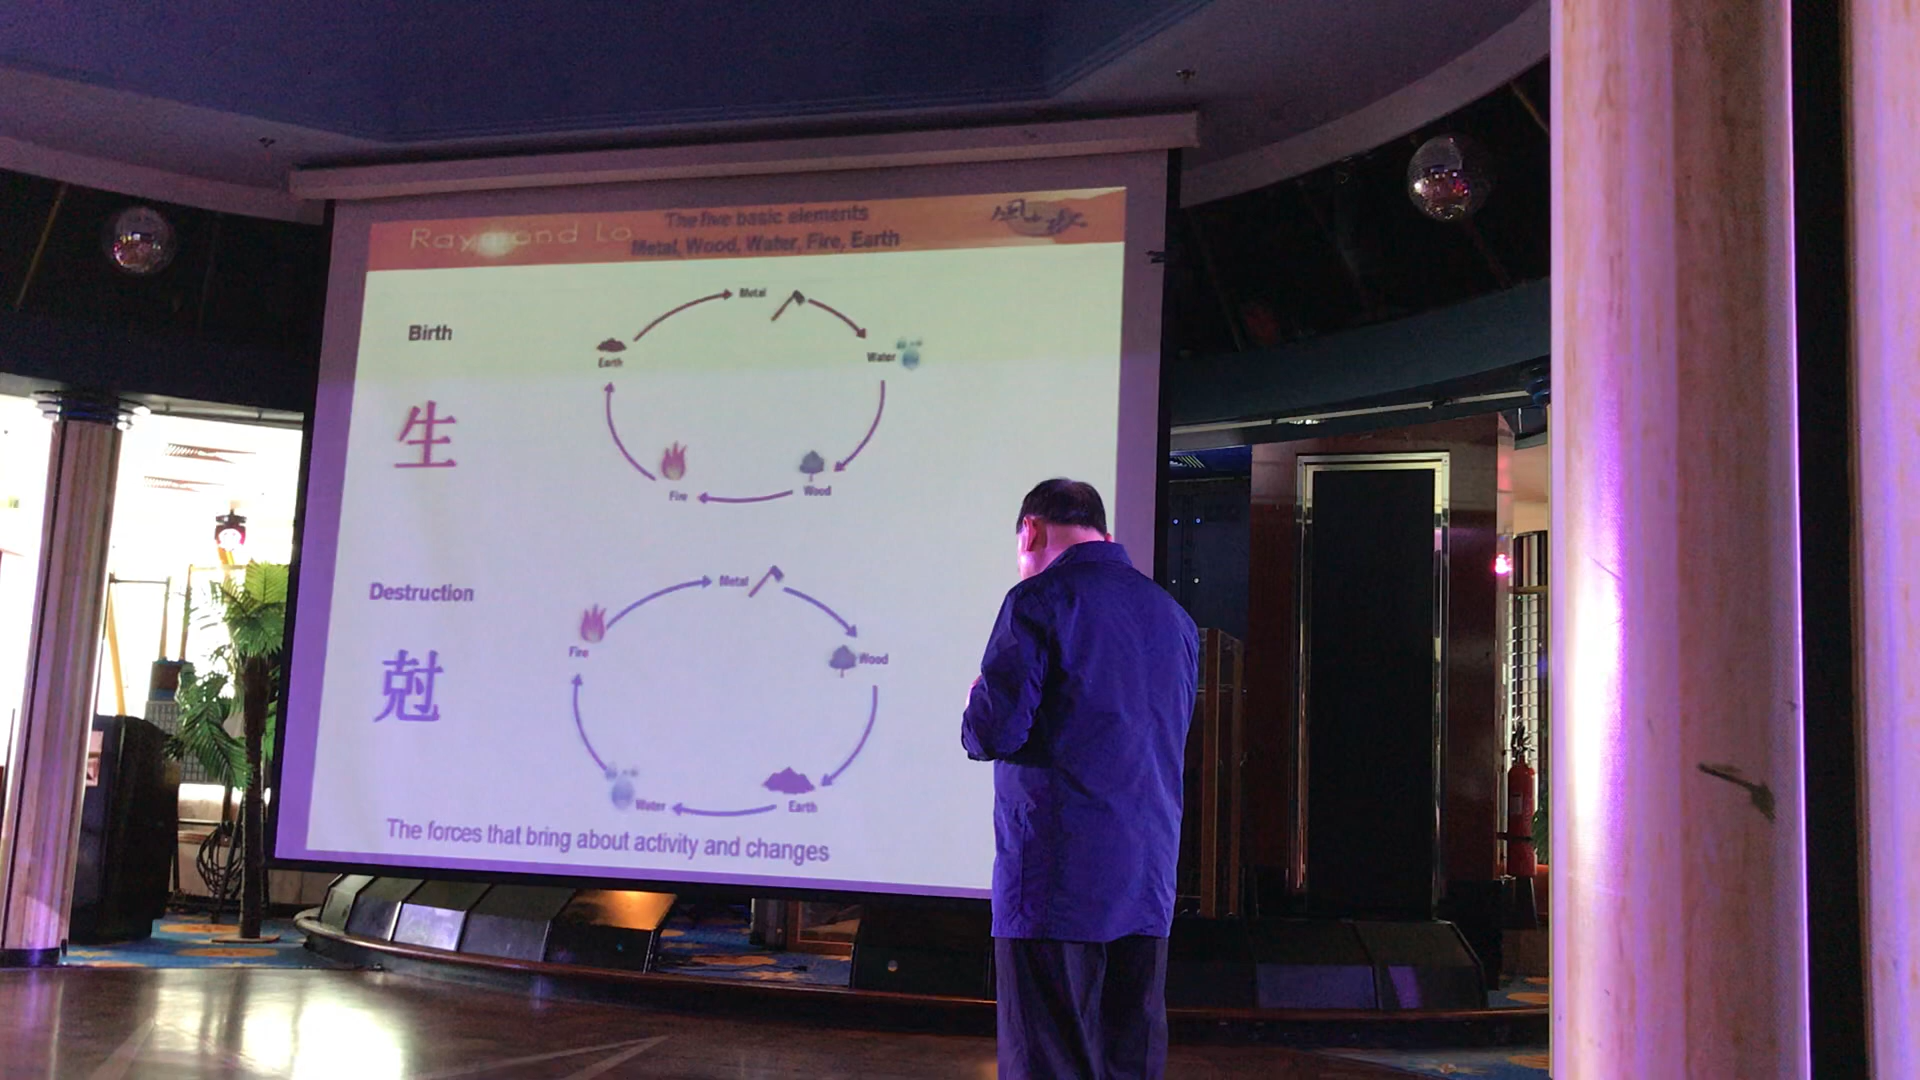 Raymond Lo
The five basic elements
Metal, Wood, Water, Fire, Earth
Birth
生
Metal
Water
Wood
Fire
Earth
Destruction
尅
Metal
Wood
Earth
Water
Fire
The forces that bring about activity and changes